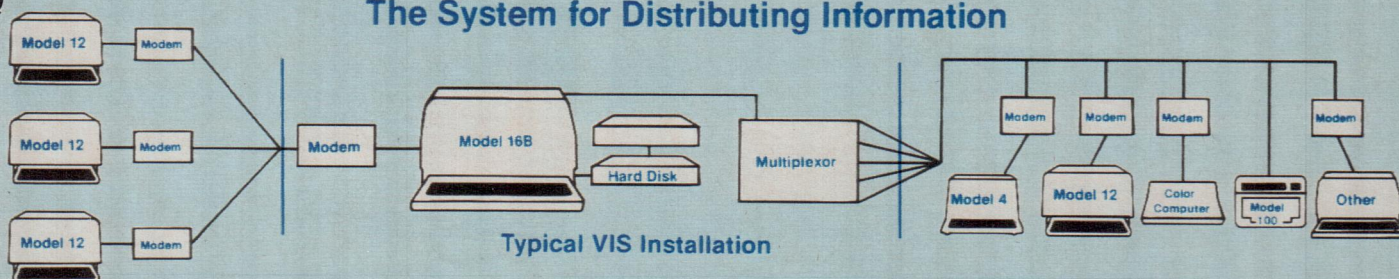 The System for Distributing Information
Model 12
Modem
Model 12
Modem
Model 12
Modem
Modem
Model 16B
Hard Disk
Multiplexor
Modem
Modem
Modem
Modem
Model 4
Model 12
Color
Computer
Model
100
Other
Typical VIS Installation